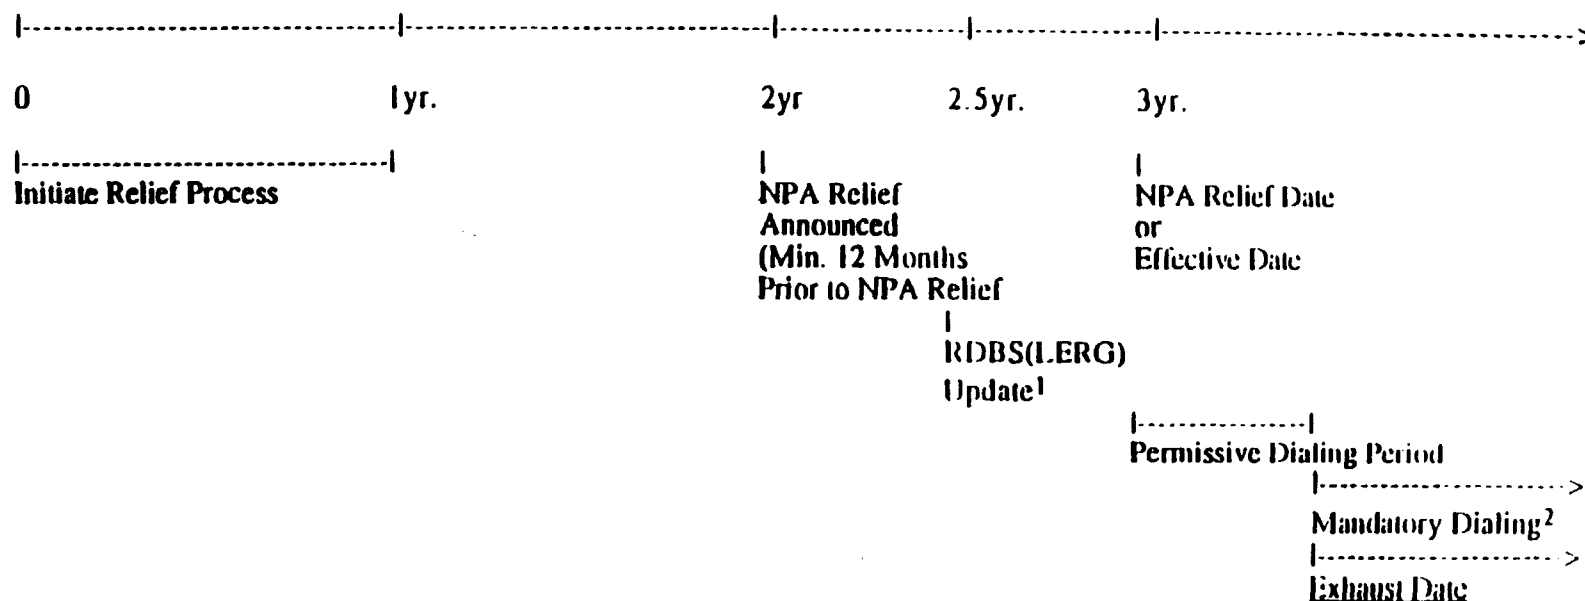 0 1yr. 2yr 2.5yr. 3yr.
Initiate Relief Process
NPA Relief
Announced
(Min. 12 Months
Prior to NPA Relief
NPA Relief Date
or
Effective Date
RDBS(LERG)
Update1
Permissive Dialing Period
Mandatory Dialing2
Exhaust Date